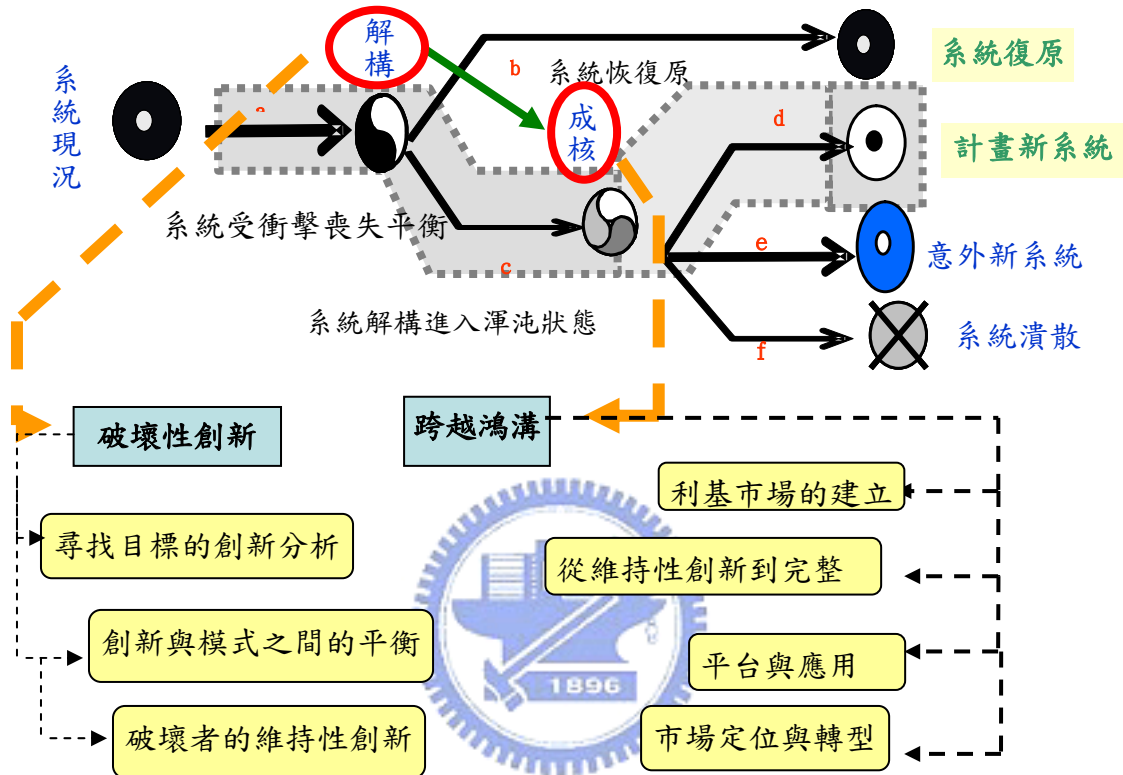 解構
系統現況
a
b
系統恢復原
成核
系統復原
d
計畫新系統
系統受衝擊喪失平衡
c
e
意外新系統
系統解構進入渾沌狀態
f
系統潰散
破壞性創新
跨越鴻溝
利基市場的建立
尋找目標的創新分析
從維持性創新到完整
創新與模式之間的平衡
平台與應用
1896
破壞者的維持性創新
市場定位與轉型